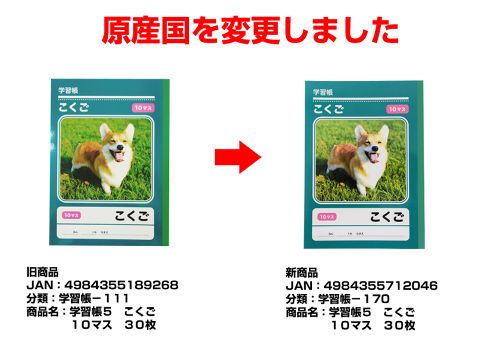 原産国を変更しました
学習帳
こくご
10マス
10マス
こくご
学習帳
こくご
10マス
10マス
こくご
旧商品
JAN：4984355189268
分類：学習帳－111
商品名：学習帳5　こくご
10マス　30枚
新商品
JAN：4984355712046
分類：学習帳－170
商品名：学習帳5　こくご
10マス　30枚